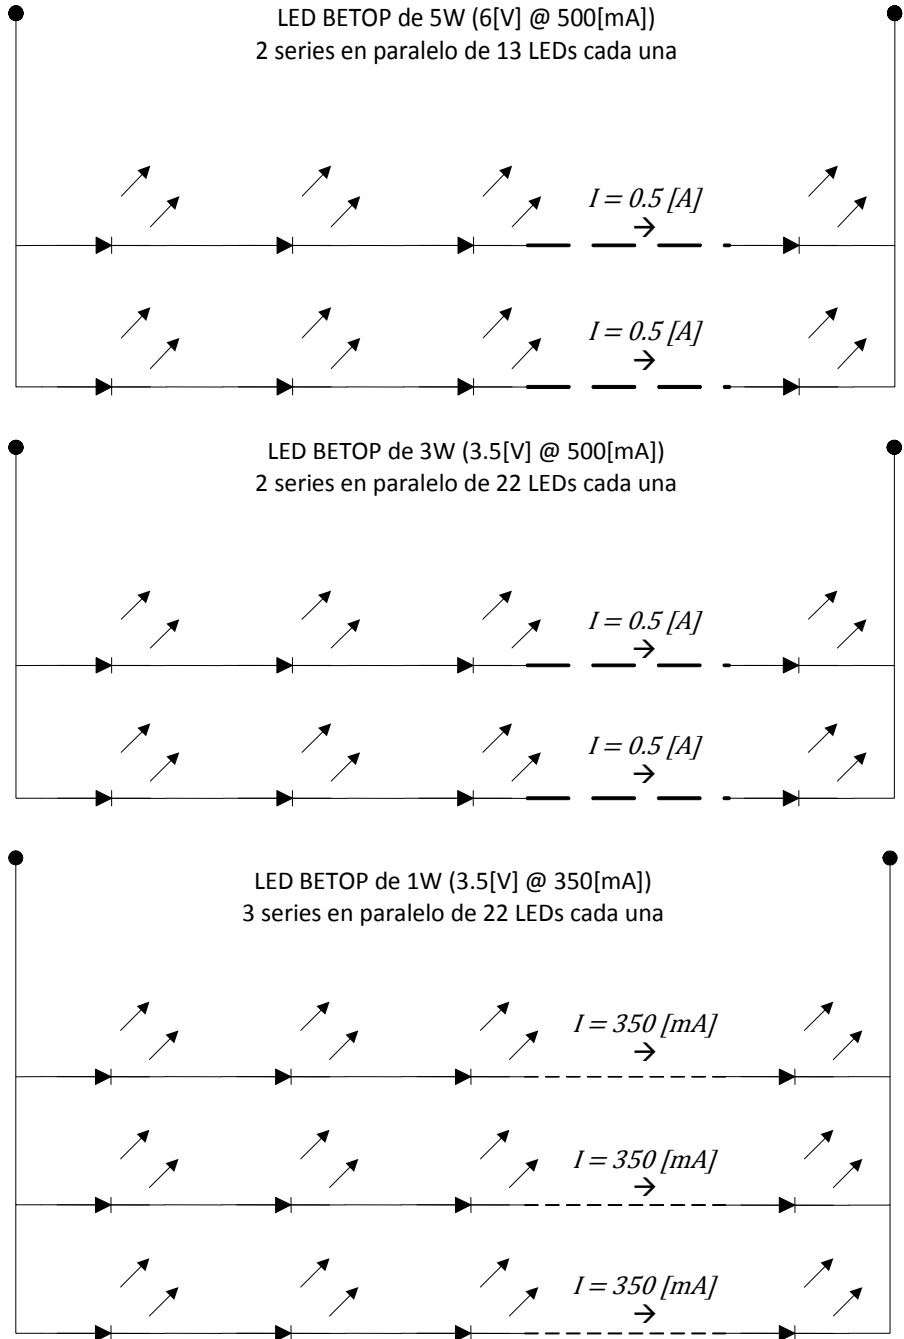 LED BETOP de 5W (6[V] @ 500[mA])
2 series en paralelo de 13 LEDs cada una
I = 0.5 [A]
→
I = 0.5 [A]
→
LED BETOP de 3W (3.5[V] @ 500[mA])
2 series en paralelo de 22 LEDs cada una
I = 0.5 [A]
→
I = 0.5 [A]
→
LED BETOP de 1W (3.5[V] @ 350[mA])
3 series en paralelo de 22 LEDs cada una
I = 350 [mA]
→
I = 350 [mA]
→
I = 350 [mA]
→